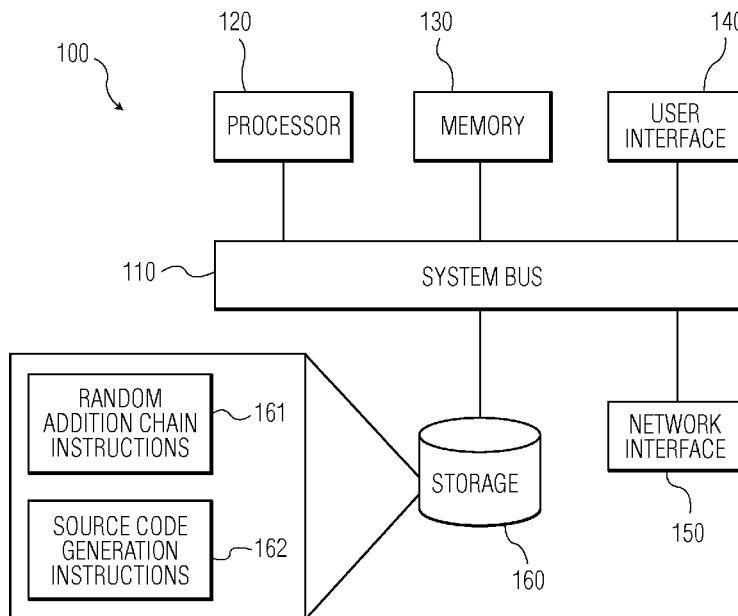 120
130
140
100
PROCESSOR
MEMORY
USER
INTERFACE
110
SYSTEM BUS
RANDOM
ADDITION CHAIN
INSTRUCTIONS
161
SOURCE CODE
GENERATION
INSTRUCTIONS
162
STORAGE
160
NETWORK
INTERFACE
150